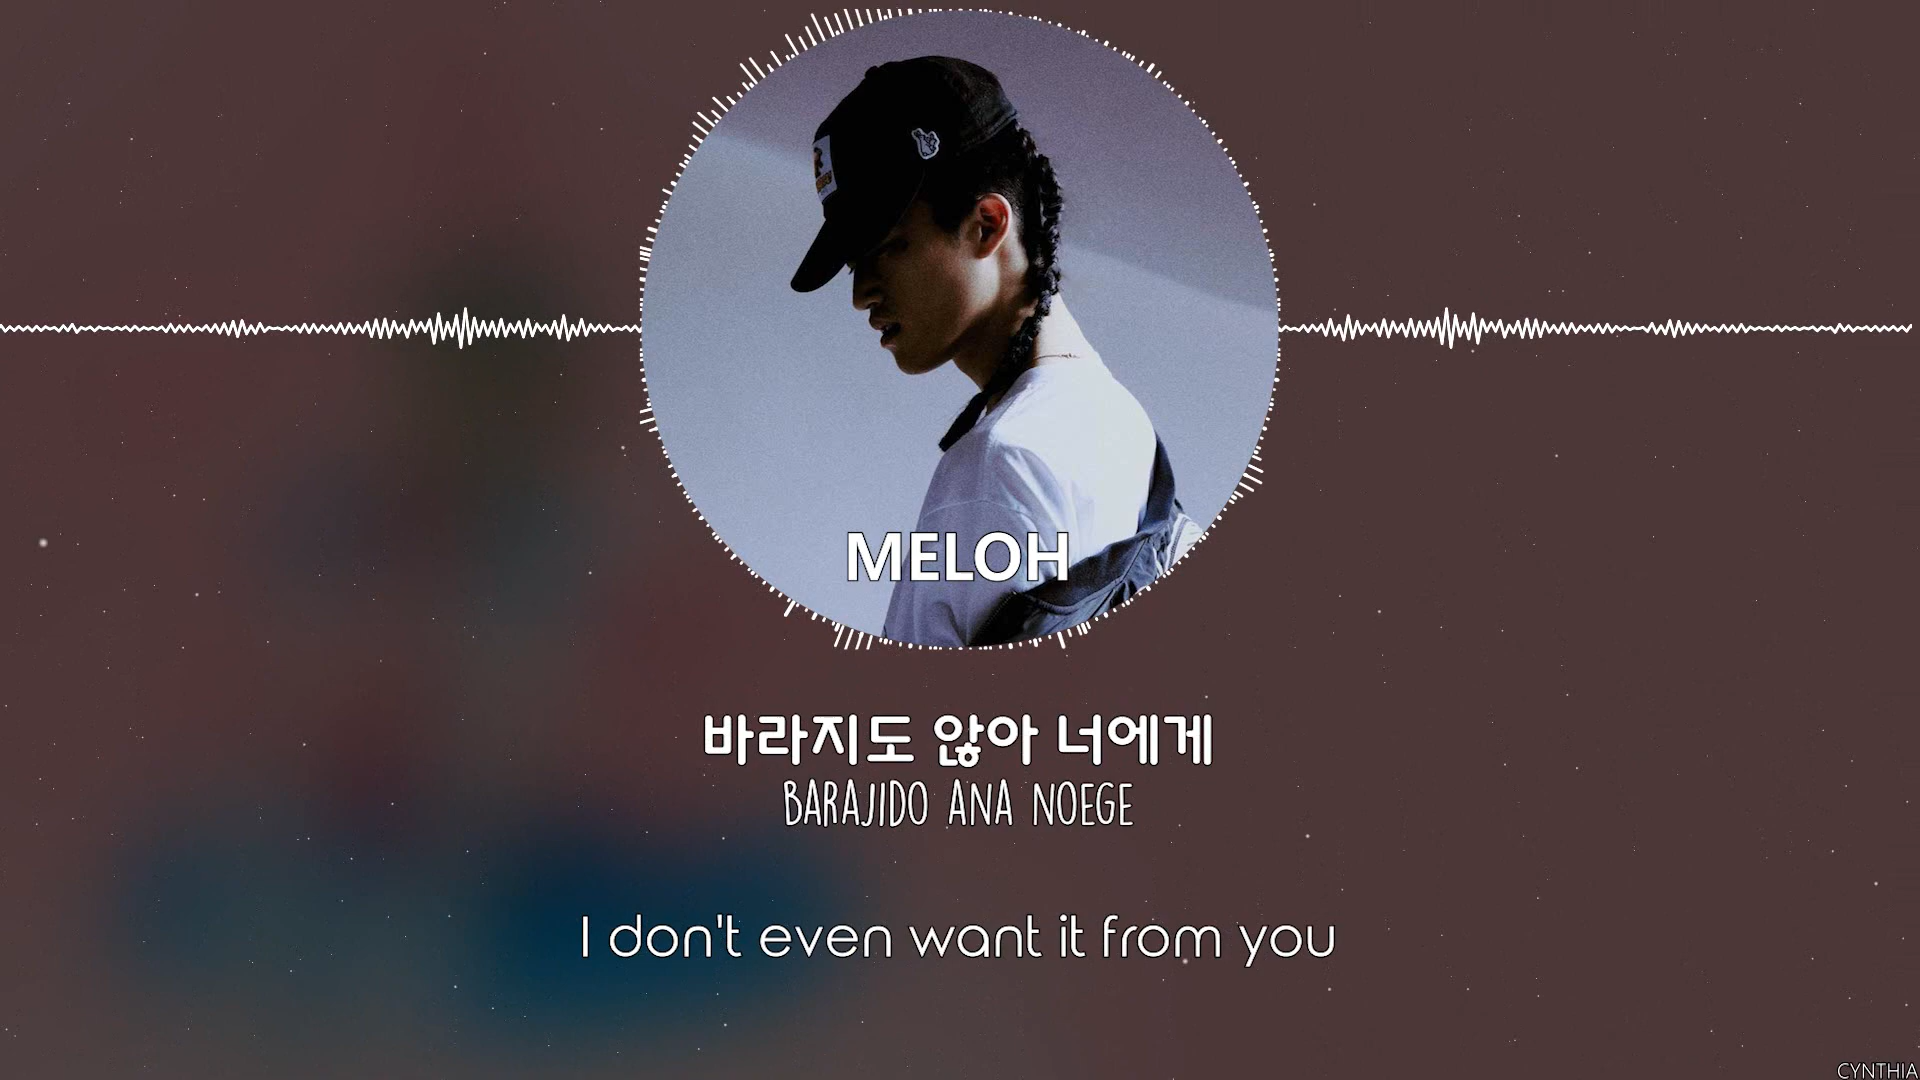 MELOH
바라지도 않아 너에게
BARAJIDO ANA NOEGE
I don't even want it from you
CYNTHIA